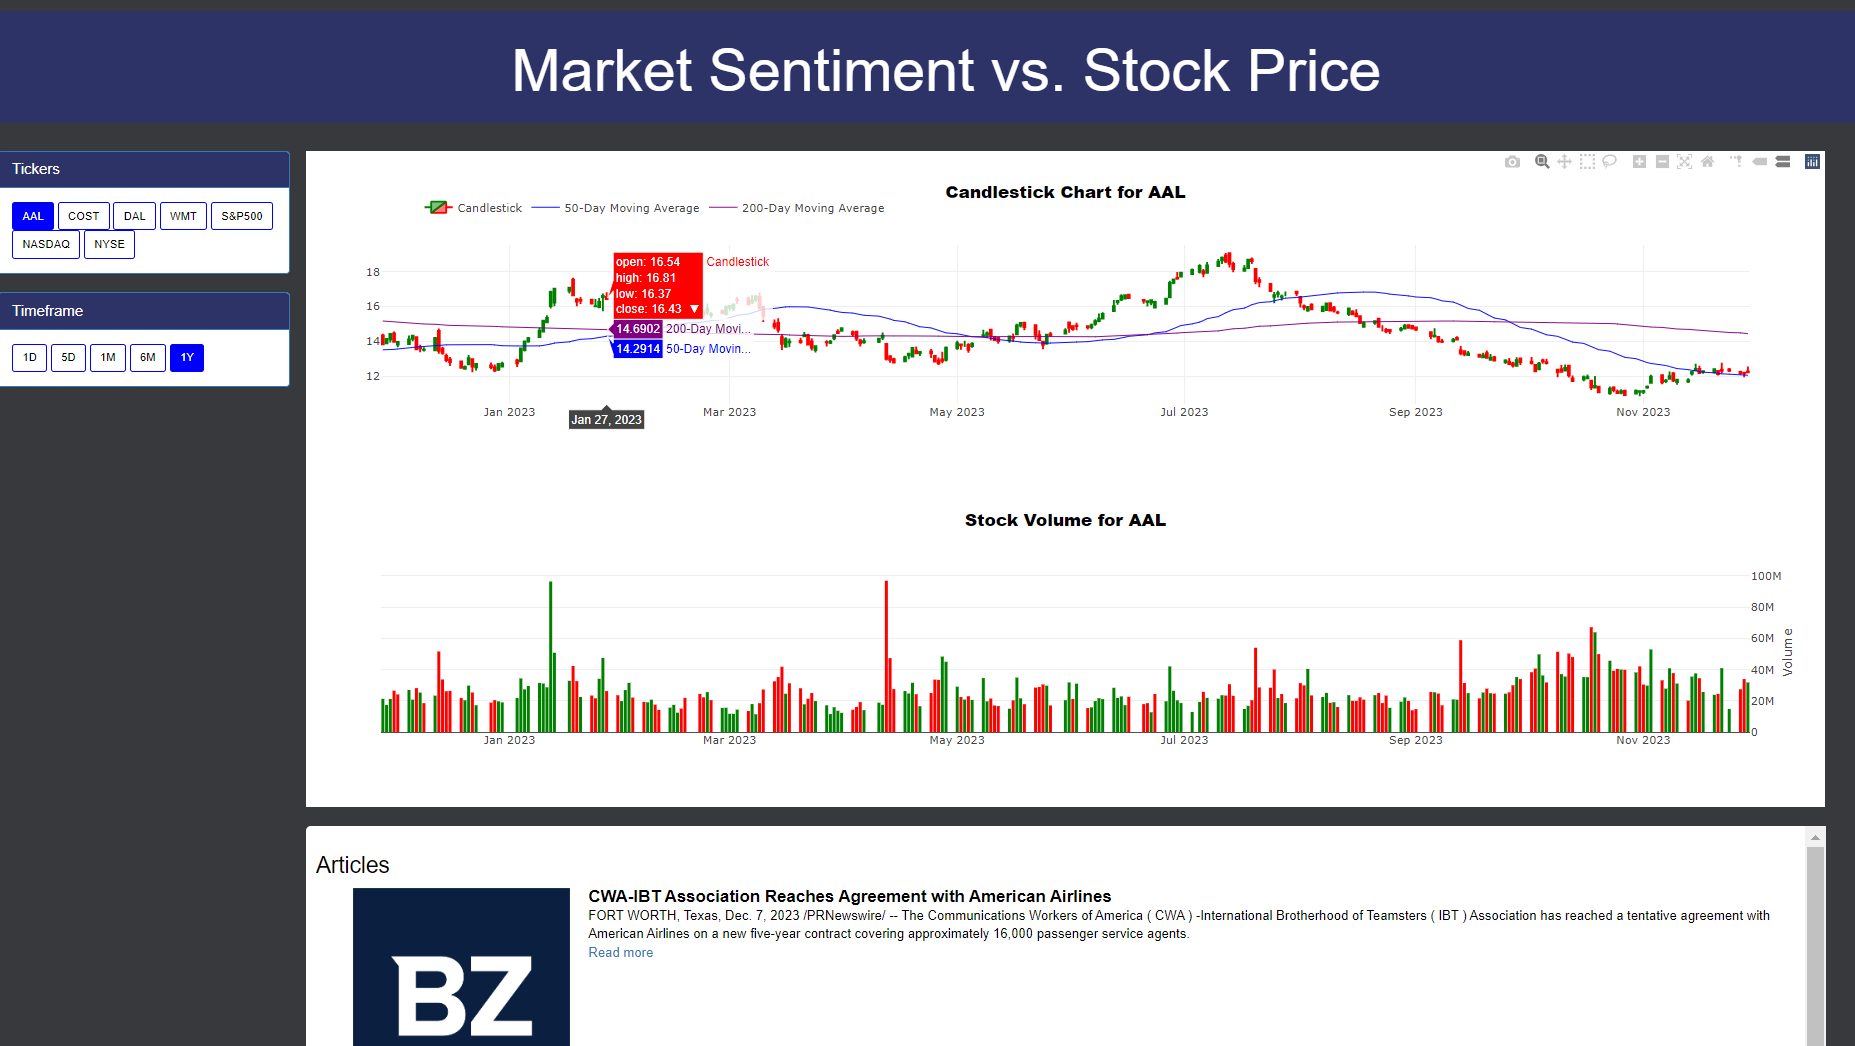 Market Sentiment vs. Stock Price
Tickers
AAL COST DAL WMT S&P500
NASDAQ NYSE
Timeframe
1D 5D 1M 6M 1Y
Candlestick Chart for AAL
Candlestick 50-Day Moving Average 200-Day Moving Average
open: 16.54 Candlestick
high: 16.81
low: 16.37
close: 16.43 ▼
14.6902 200-Day Movi...
14.2914 50-Day Movin...
18
16
14
12
Jan 2023 Mar 2023 May 2023 Jul 2023 Sep 2023 Nov 2023
Jan 27, 2023
Stock Volume for AAL
100M
80M
60M
40M
20M
0
Volume
Jan 2023 Mar 2023 May 2023 Jul 2023 Sep 2023 Nov 2023
Articles
BZ
CWA-IBT Association Reaches Agreement with American Airlines
FORT WORTH, Texas, Dec. 7, 2023 /PRNewswire/ -- The Communications Workers of America ( CWA ) -International Brotherhood of Teamsters ( IBT ) Association has reached a tentative agreement with
American Airlines on a new five-year contract covering approximately 16,000 passenger service agents.
Read more